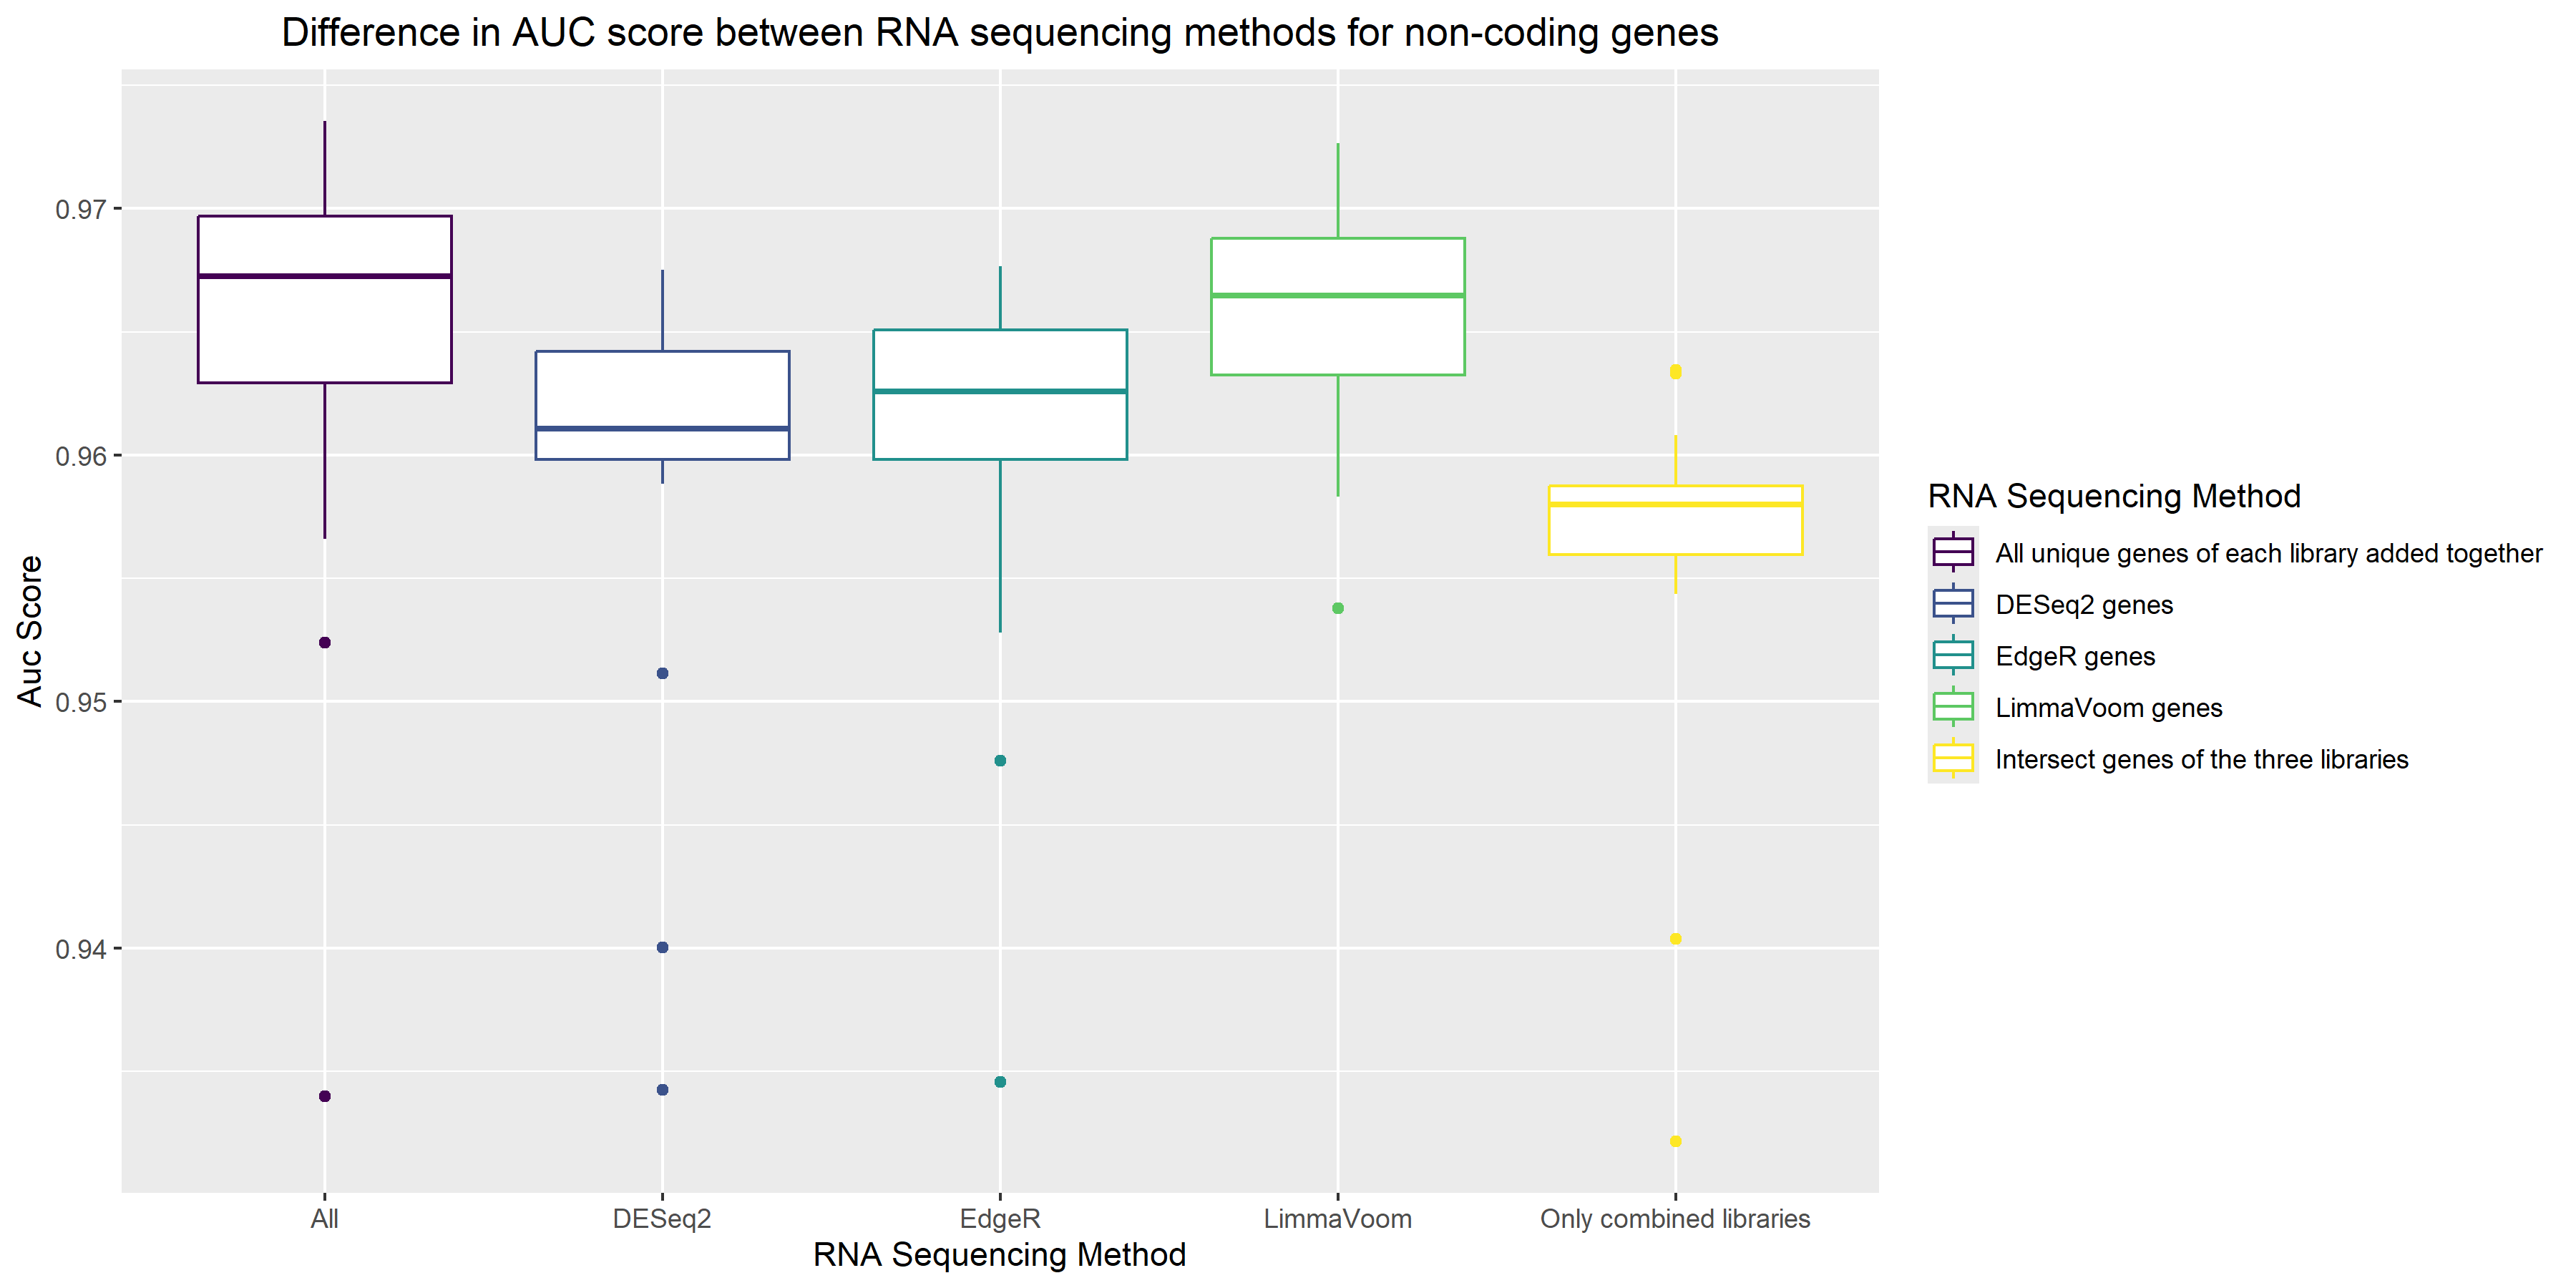 Difference in AUC score between RNA sequencing methods for non-coding genes
Auc Score
0.97
0.96
0.95
0.94
All
DESeq2
EdgeR
LimmaVoom
Only combined libraries
RNA Sequencing Method
RNA Sequencing Method
All unique genes of each library added together
DESeq2 genes
EdgeR genes
LimmaVoom genes
Intersect genes of the three libraries